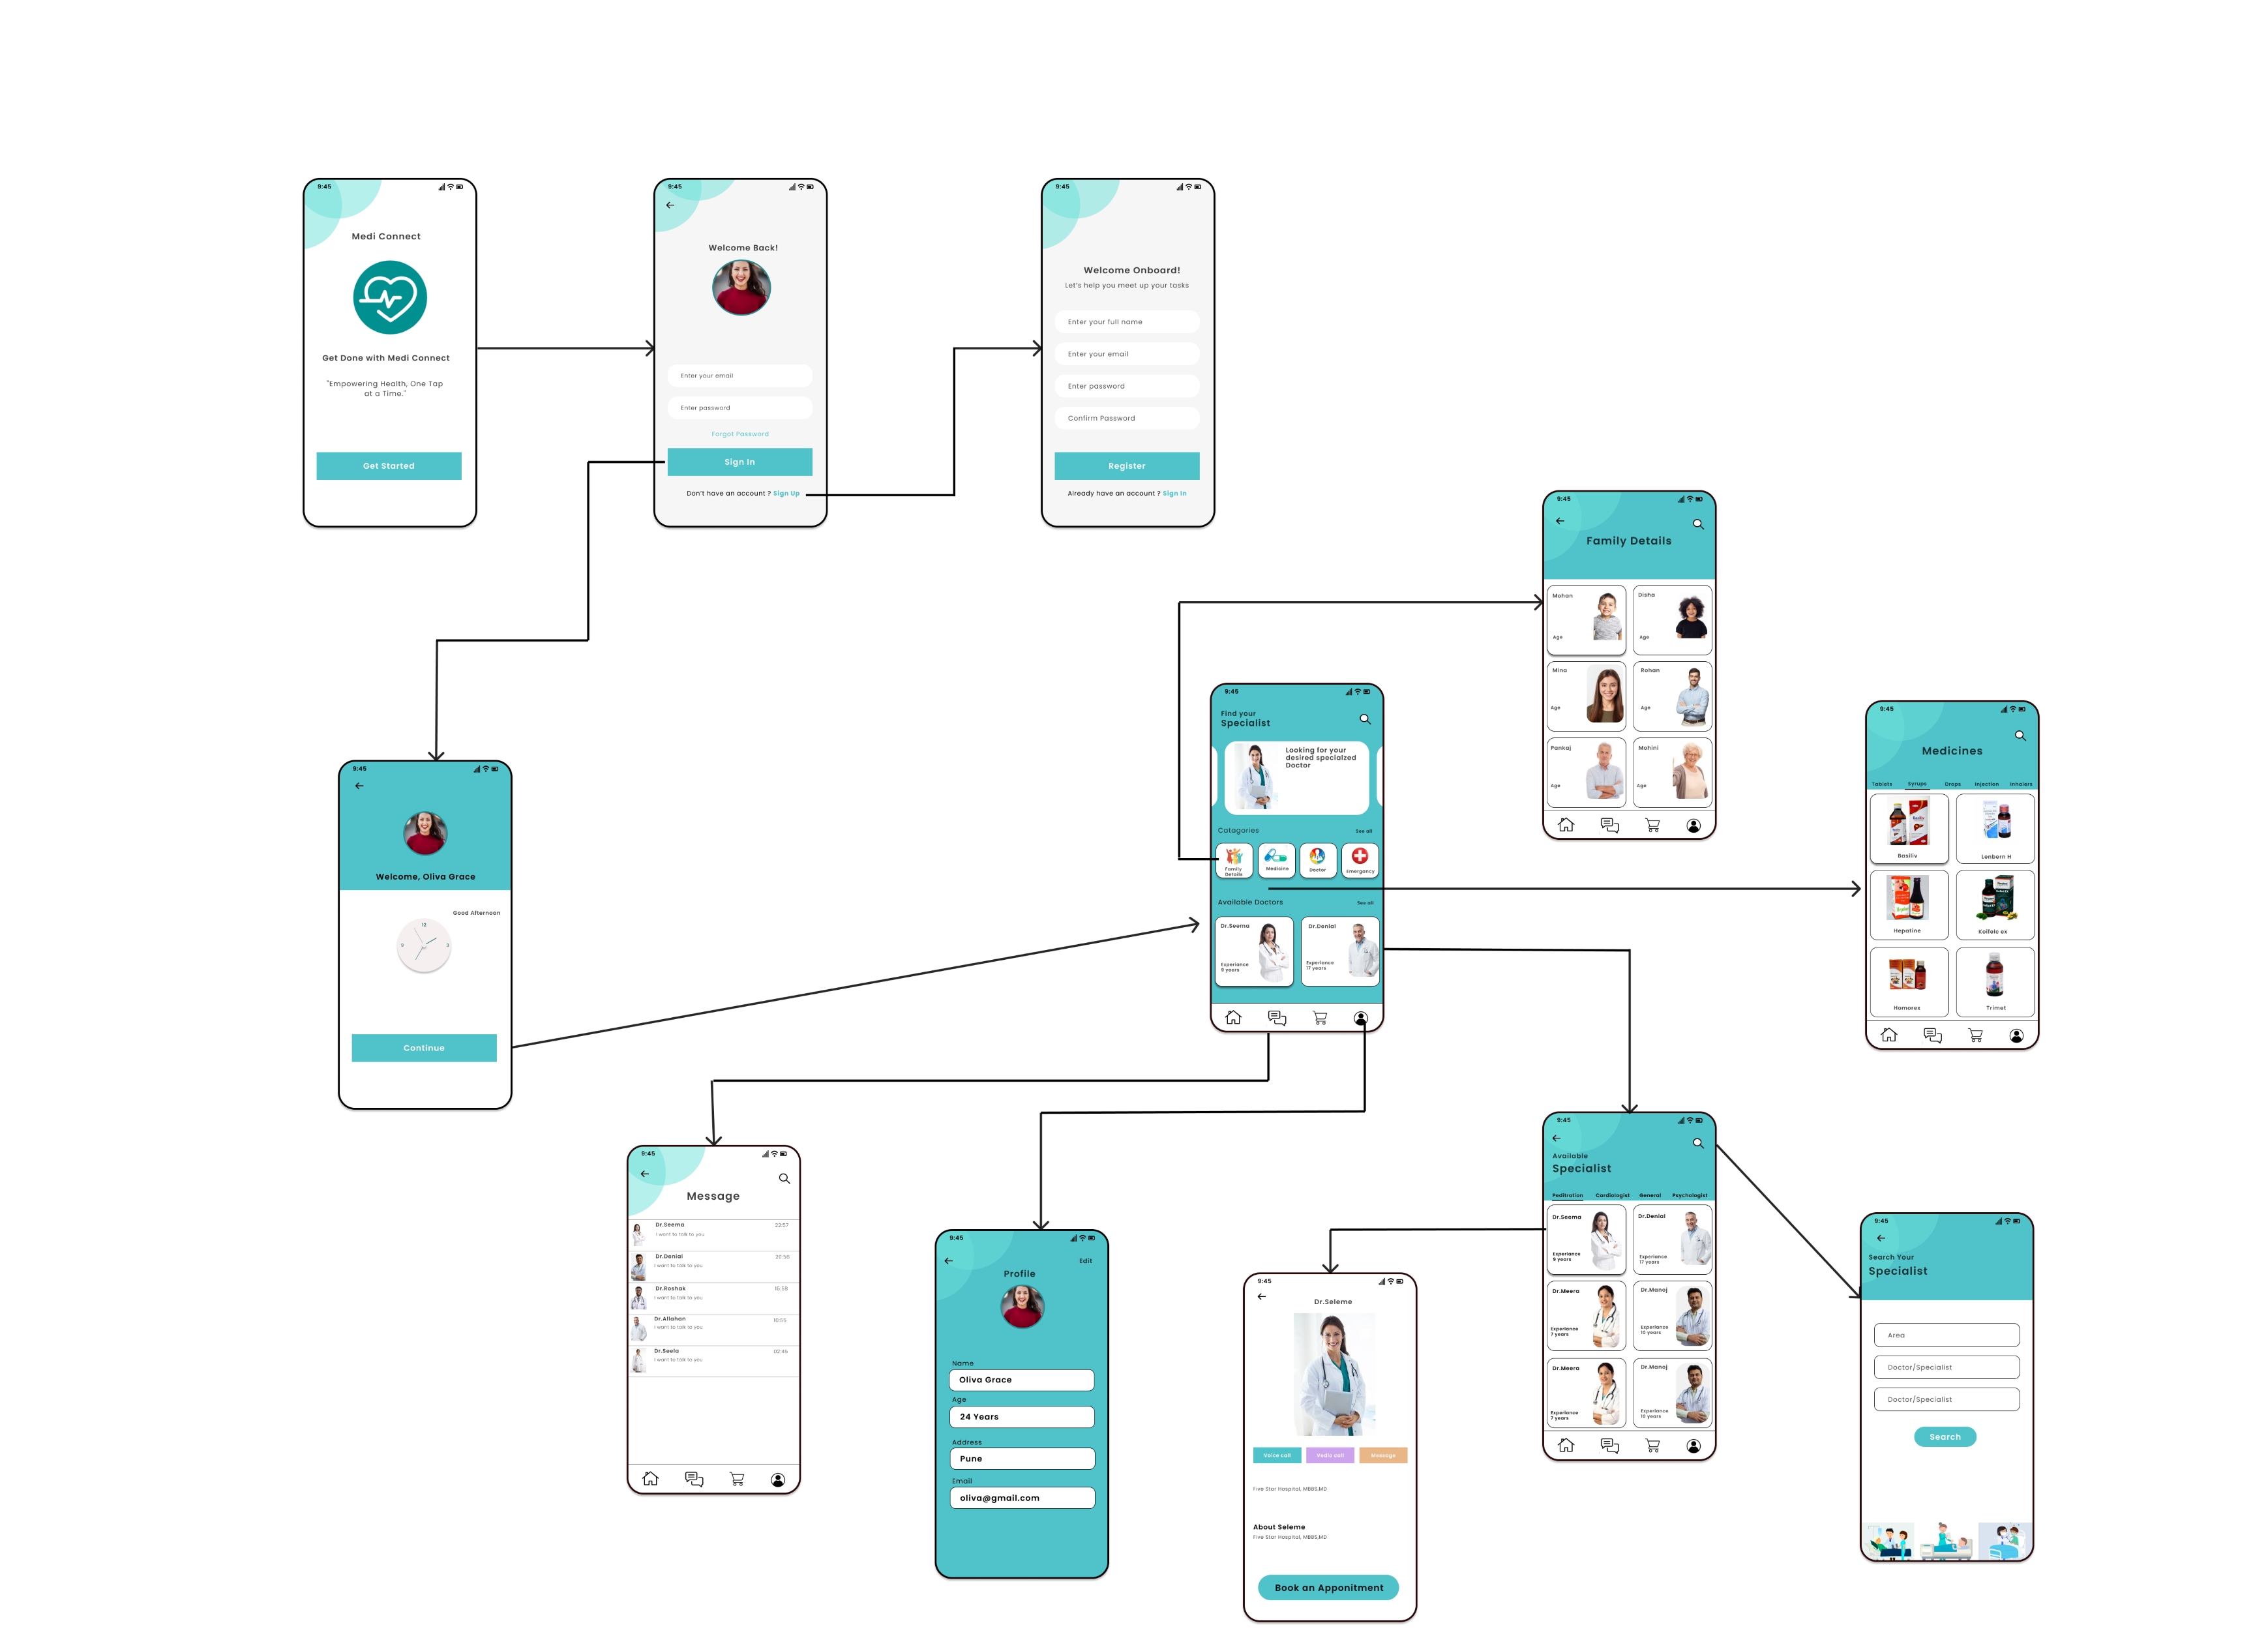 9:45
Medi Connect
Get Done with Medi Connect
"Empowering Health, One Tap
at a Time."
Get Started
9:45
Welcome Back!
Enter your email
Enter password
Forgot Password
Sign In
Don't have an account ? Sign Up
9:45
Welcome Onboard!
Let's help you meet up your tasks
Enter your full name
Enter your email
Enter password
Confirm Password
Register
Already have an account ? Sign In
9:45
Family Details
Mohan
Disha
Age
Age
Mina
Rohan
Age
Age
Pankaj
Mohini
Age
Age
9:45
Find your
Specialist
Looking for your
desired specialzed
Doctor
Catagories
See all
Family
Details
Medicine
Doctor
Emergancy
Available Doctors
See all
Dr.Seema
Dr.Denial
Experiance
9 years
Experiance
17 years
9:45
Medicines
Tablets
Syrups
Drops
Injection
Inhalers
Basiliv
Lenbarn H
Hepatine
Kolfeic ex
Hamorex
Trimet
9:45
Welcome, Oliva Grace
Good Afternoon
12
9
3
Continue
9:45
Message
Dr.Seema
22:57
I want to talk to you
Dr.Denial
20:56
I want to talk to you
Dr.Roshak
15:58
I want to talk to you
Dr.Allahan
10:55
I want to talk to you
Dr.Seela
02:45
I want to talk to you
9:45
Edit
Profile
Name
Oliva Grace
Age
24 Years
Address
Pune
Email
oliva@gmail.com
9:45
Dr.Seleme
Voice call
Vedio call
Message
Five Star Hospital, MBBS,MD
About Seleme
Five Star Hospital, MBBS,MD
Book an Apponitment
9:45
Available
Specialist
Peditration
Cardiologist
General
Psychologist
Dr.Seema
Dr.Denial
Experiance
9 years
Experiance
17 years
Dr.Meera
Dr.Manoj
Experiance
7 years
Experiance
10 years
Dr.Meera
Dr.Manoj
Experiance
7 years
Experiance
10 years
9:45
Search Your
Specialist
Area
Doctor/Specialist
Doctor/Specialist
Search